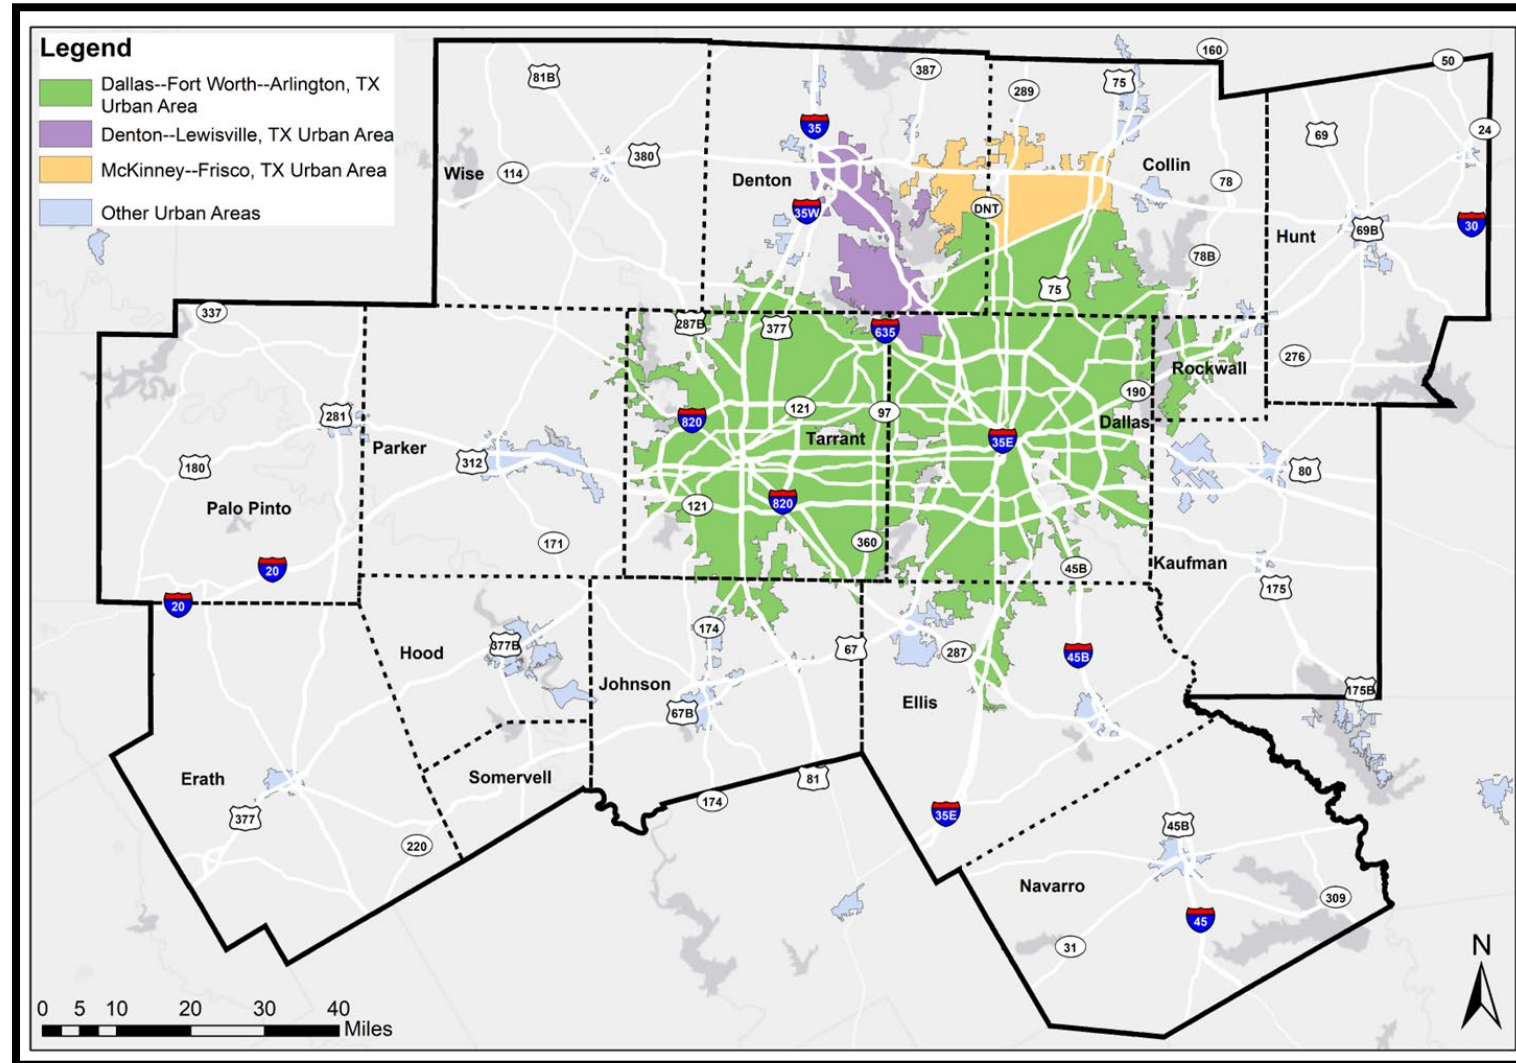 Legend
Dallas--Fort Worth--Arlington, TX
Urban Area
Denton--Lewisville, TX Urban Area
McKinney--Frisco, TX Urban Area
Other Urban Areas
160
50
387
81B
75
289
35
69
24
380
Collin
Wise
114
Denton
78
DNT
35W
30
69B
Hunt
78B
75
337
287B
377
635
276
Rockwall
190
121
97
281
820
Tarrant
Dallas
35E
Parker
312
180
80
820
121
Palo Pinto
171
360
45B
Kaufman
20
175
20
174
377B
67
287
45B
Hood
Johnson
175B
Ellis
67B
Erath
Somervell
81
174
377
35E
45B
220
Navarro
309
45
31
N
0 5 10 20 30 40
Miles